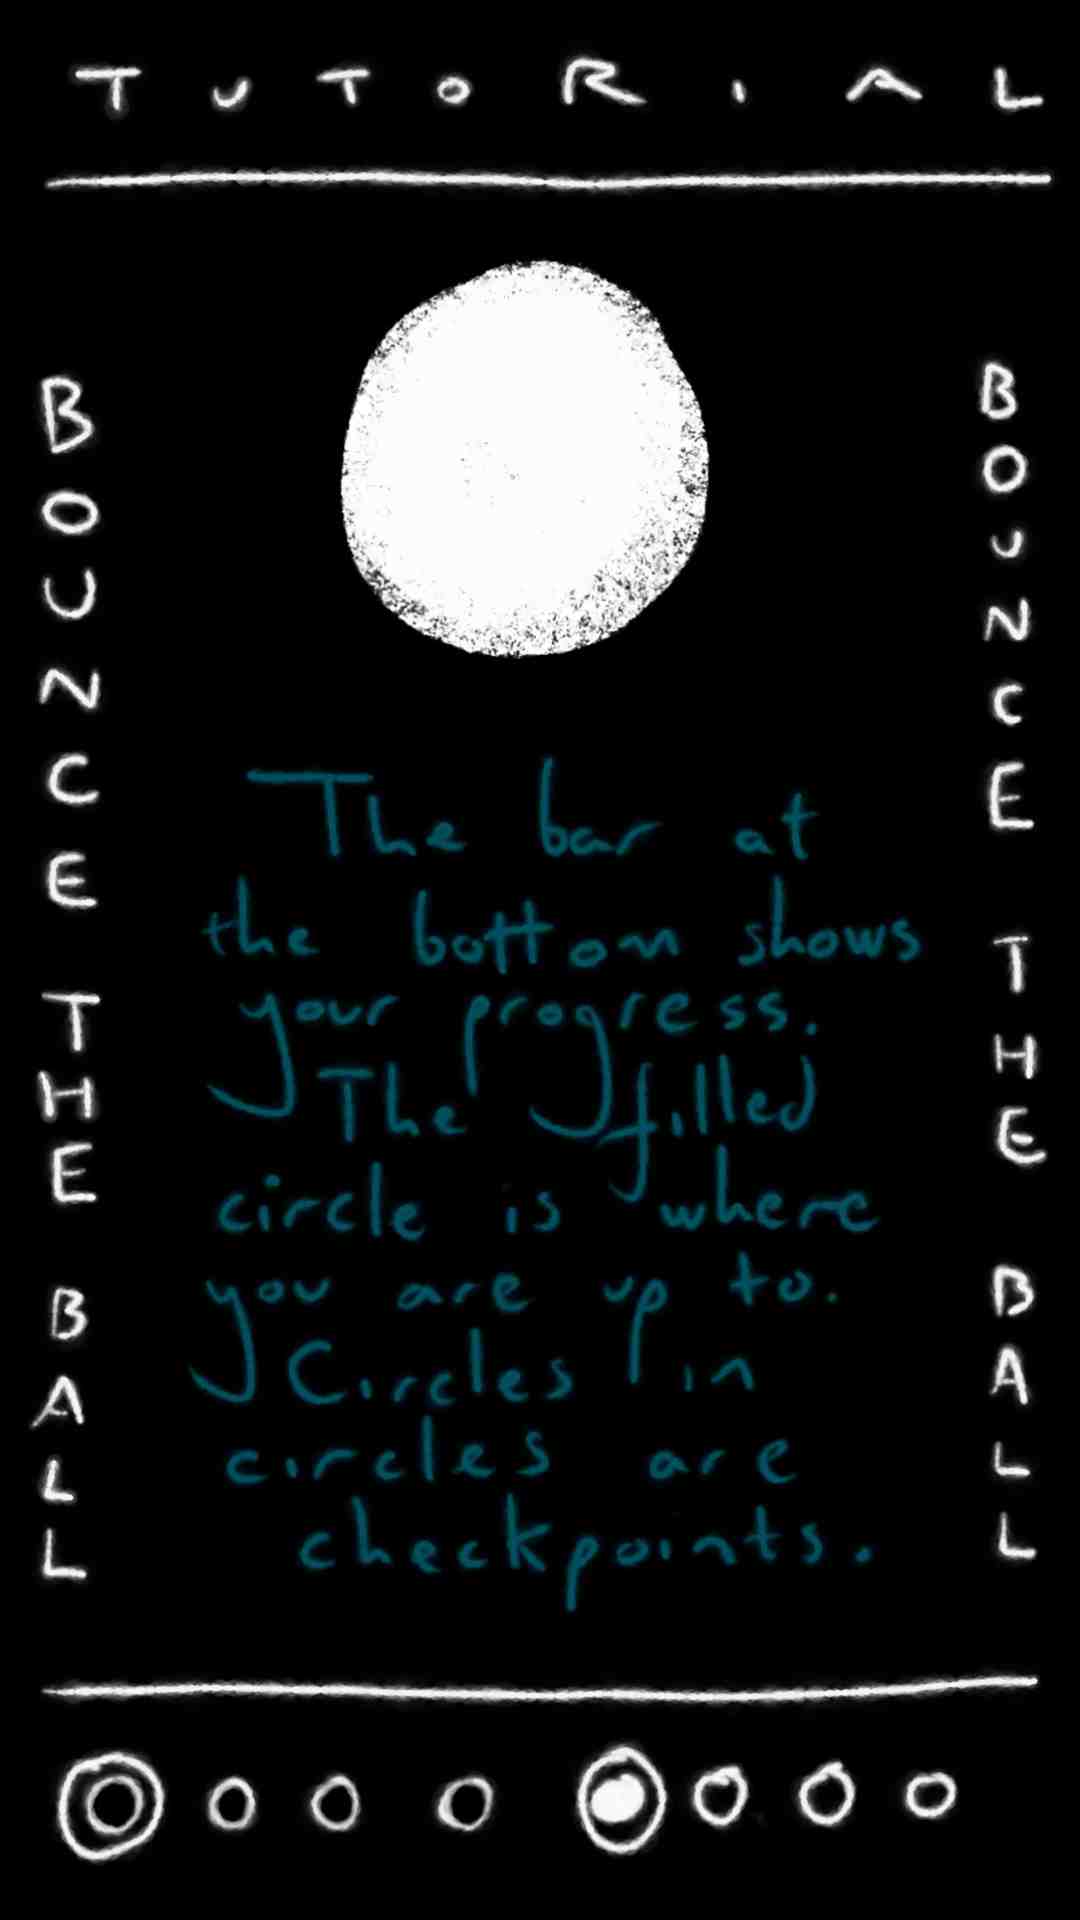 TUTORIAL
BOUNCE THE BALL
The bar at
the bottom shows
your progress.
The filled
circle is where
you are up to.
Circles in
circles are
checkpoints.
BOUNCE THE BALL